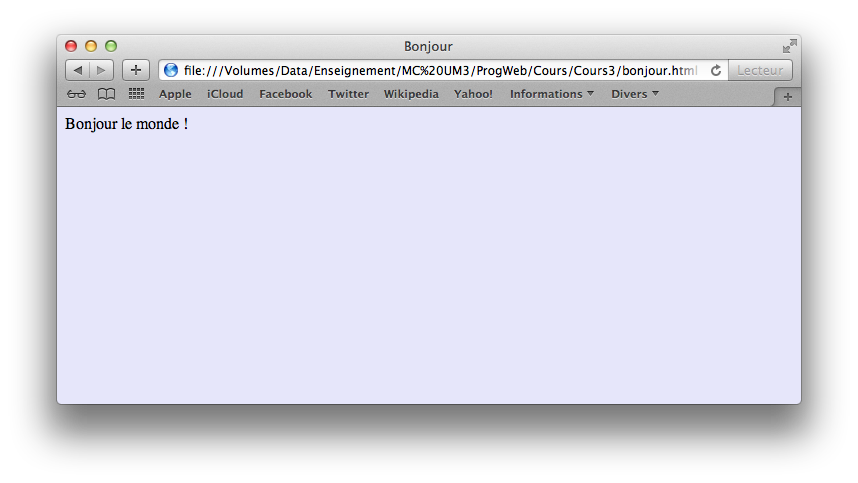 Bonjour
file:///Volumes/Data/Enseignement/MC%20UM3/ProgWeb/Cours/Cours3/bonjour.html Lecteur
Apple iCloud Facebook Twitter Wikipedia Yahoo! Informations Divers
Bonjour le monde !